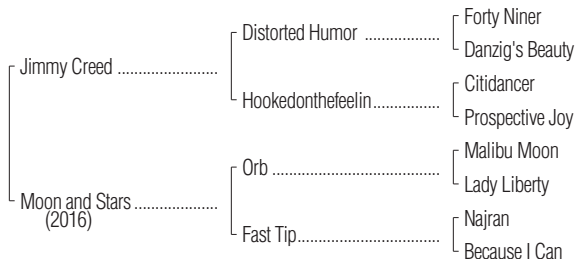 Forty Niner
Distorted Humor ..................
Danzig's Beauty
Jimmy Creed ........................
Citidancer
Hookedonthefeelin................
Prospective Joy
Malibu Moon
Orb ........................................
Lady Liberty
Moon and Stars ....................
(2016)
Najran
Fast Tip..................................
Because I Can